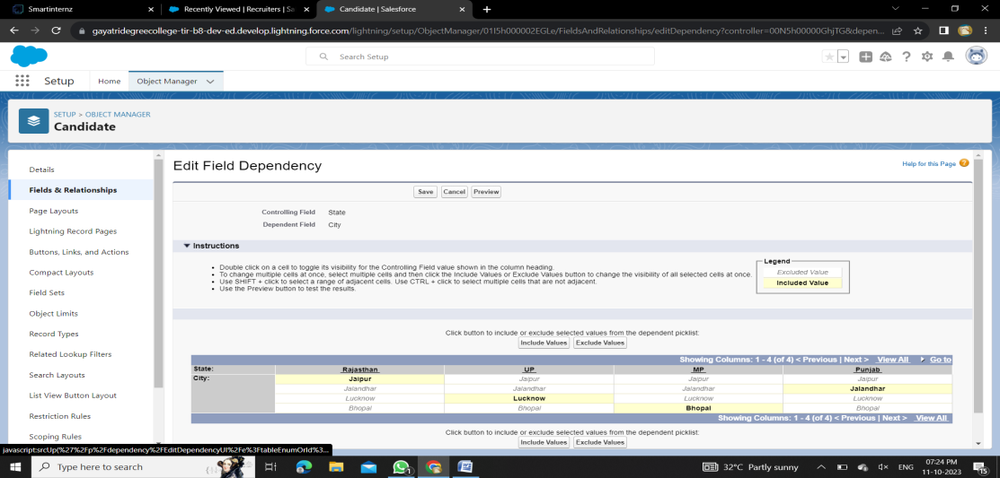 Smartinternz
Recently Viewed | Recruiters | Sa
Candidate | Salesforce
gayatridegreecollege-tir-b8-dev-ed.develop.lightning.force.com/lightning/setup/ObjectManager/01I5h000002EGLe/FieldsAndRelationships/editDependency?controller=00N5h00000GhjTG&depen...
Search Setup
Setup
Home
Object Manager
SETUP > OBJECT MANAGER
Candidate
Details
Fields & Relationships
Page Layouts
Lightning Record Pages
Buttons, Links, and Actions
Compact Layouts
Field Sets
Object Limits
Record Types
Related Lookup Filters
Search Layouts
List View Button Layout
Restriction Rules
Scoping Rules
Edit Field Dependency
Help for this Page
Save Cancel Preview
Controlling Field State
Dependent Field City
Instructions
• Double click on a cell to toggle its visibility for the Controlling Field value shown in the column heading.
• To change multiple cells at once, select multiple cells and then click the Include Values or Exclude Values button to change the visibility of all selected cells at once.
• Use SHIFT + click to select a range of adjacent cells. Use CTRL + click to select multiple cells that are not adjacent.
• Use the Preview button to test the results.
Legend
Excluded Value
Included Value
Click button to include or exclude selected values from the dependent picklist:
Include Values Exclude Values
Showing Columns: 1 - 4 (of 4) < Previous | Next > View All Go to
State: Rajasthan UP MP Punjab
City: Jaipur Jaipur Jaipur Jaipur
Jalandhar Jalandhar Jalandhar Jalandhar
Lucknow Lucknow Lucknow Lucknow
Bhopal Bhopal Bhopal Bhopal
Showing Columns: 1 - 4 (of 4) < Previous | Next > View All
Click button to include or exclude selected values from the dependent picklist:
Include Values Exclude Values
javascript:srcUp(%27%2Fp%2Fdependency%2FEditDependencyUI%2Fe%3FtableEnumOrId%3...
Type here to search
32°C Partly sunny
ENG
07:24 PM
11-10-2023
15